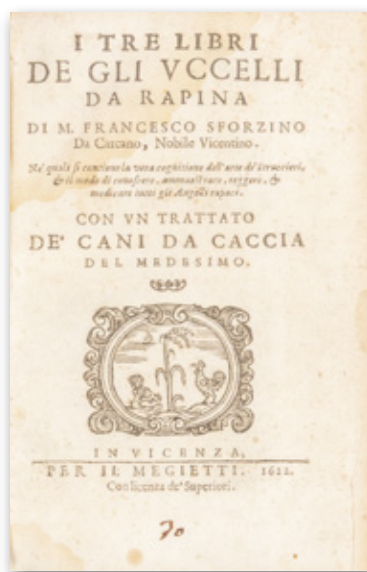 I TRE LIBRI
DE GLI VCCELLI
DA RAPINA
DI M. FRANCESCO SFORZINO
Da Carcano, Nobile Vicentino.
Ne' quali si contiene la vera cognitione dell'arte de' Struccieri,
& il modo di conoscere, ammaestrare, reggere, &
medicare tutti gli Augelli rapaci.
CON VN TRATTATO
DE' CANI DA CACCIA
DEL MEDESIMO.
IN VICENZA,
PER IL MEGIETTI. 1622.
Con licenza de' Superiori.
70